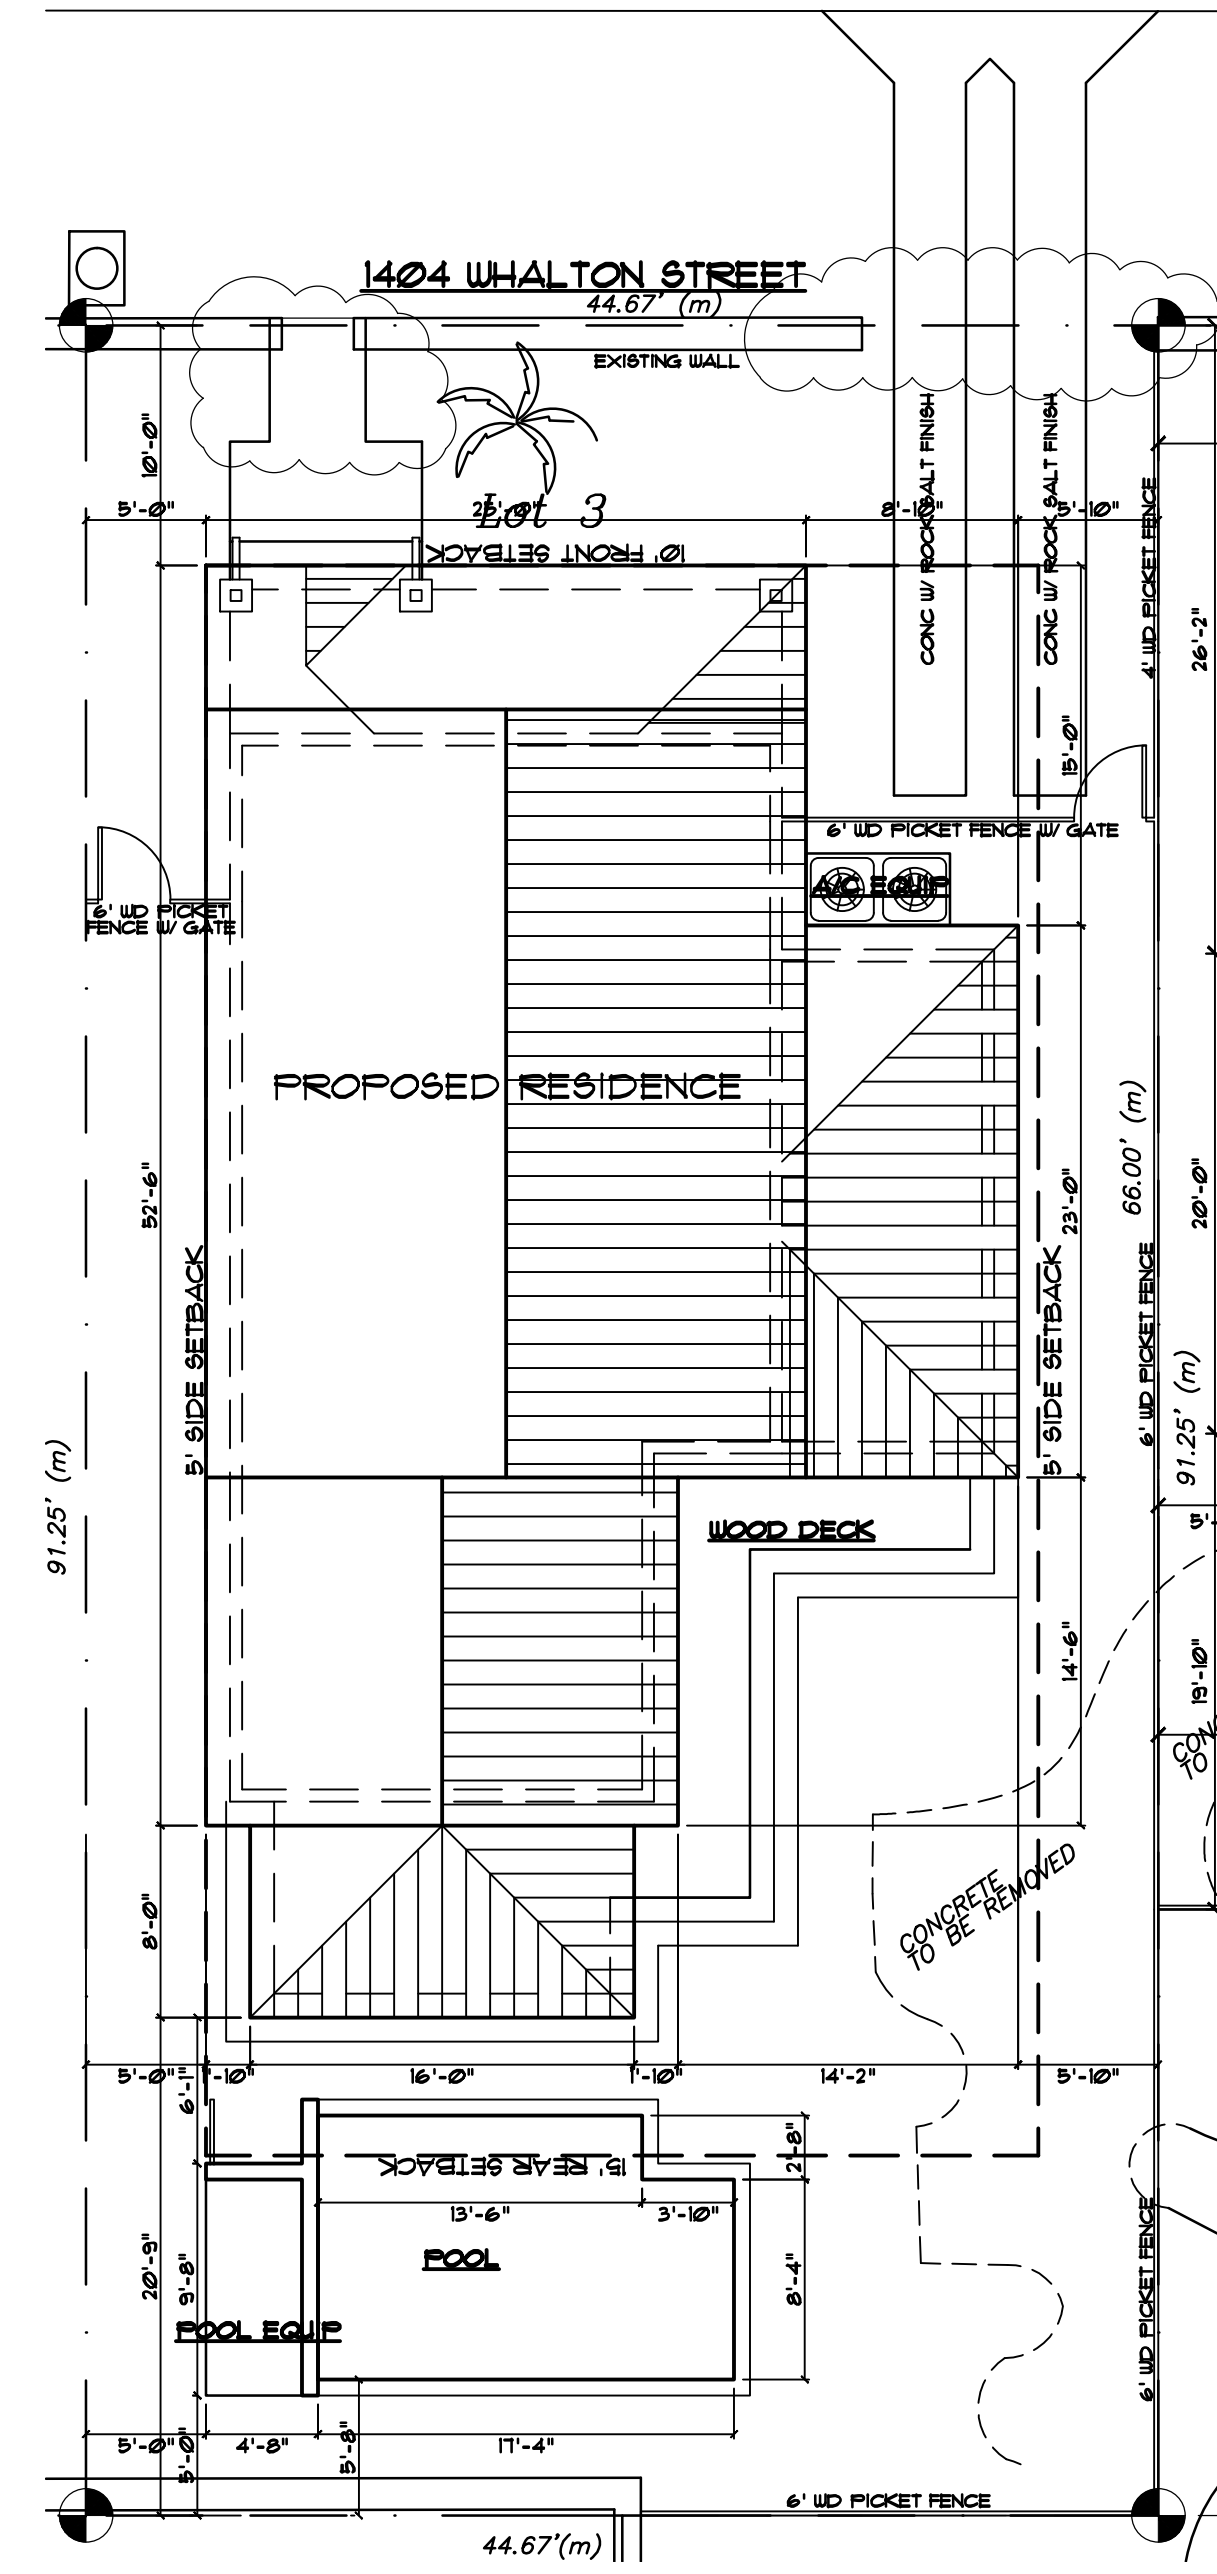 1404 WHALTON STREET
44.67' (m)
EXISTING WALL
10'-0"
CONC W/ ROCK SALT FINISH
CONC W/ ROCK SALT FINISH
4' WD PICKET FENCE
5'-0"
25'-0"
Lot 3
8'-10"
5'-10"
10' FRONT SETBACK
26'-2"
15'-0"
6' WD PICKET FENCE W/ GATE
A/C EQUIP
6' WD PICKET
FENCE W/ GATE
PROPOSED RESIDENCE
66.00' (m)
52'-6"
23'-0"
20'-0"
5' SIDE SETBACK
5' SIDE SETBACK
6' WD PICKET FENCE
91.25' (m)
91.25' (m)
WOOD DECK
5'-
14'-6"
19'-10"
CONC
TO
CONCRETE
TO BE REMOVED
8'-0"
5'-0"
1'-10"
16'-0"
1'-10"
14'-2"
5'-10"
6'-1"
2'-8"
15' REAR SETBACK
13'-6"
3'-10"
POOL
20'-9"
9'-8"
8'-4"
6' WD PICKET FENCE
POOL EQUIP
5'-0"
5'-0"
4'-8"
5'-8"
17'-4"
6' WD PICKET FENCE
44.67'(m)